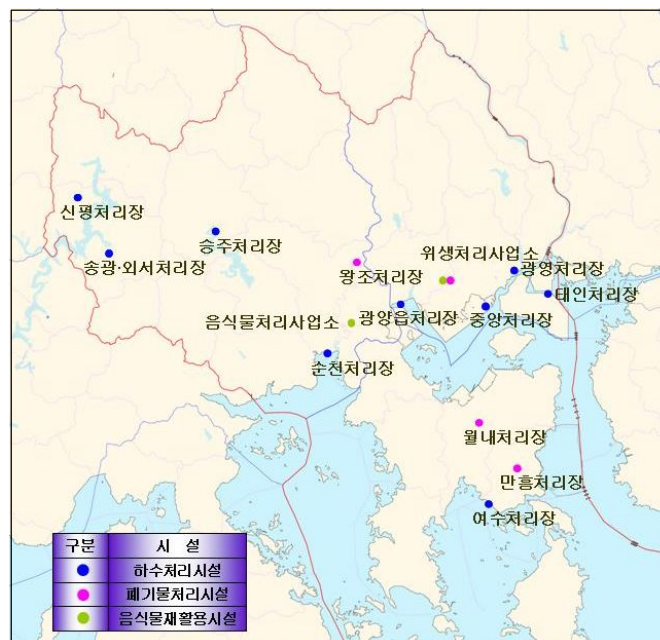 신평처리장
승주처리장
송광·외서처리장
위생처리사업소
왕조처리장
광영처리장
태인처리장
음식물처리사업소
광양읍처리장
중앙처리장
순천처리장
월내처리장
만흥처리장
여수처리장
구분 시 설
하수처리시설
폐기물처리시설
음식물재활용시설